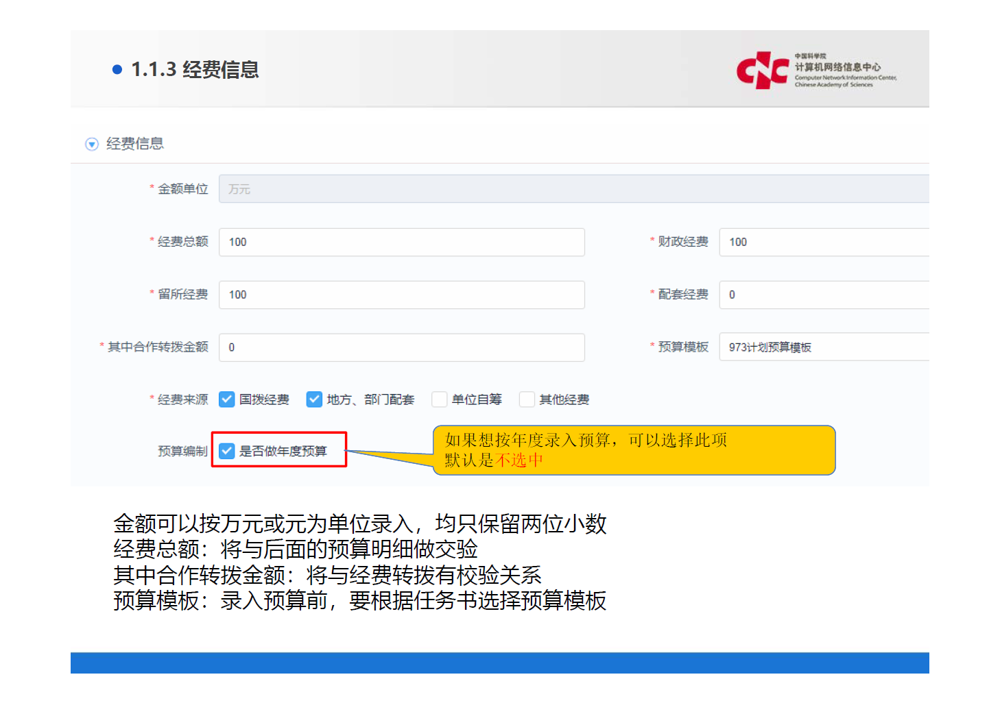 1.1.3 经费信息
中国科学院
计算机网络信息中心
Computer Network Information Center,
Chinese Academy of Sciences
经费信息
* 金额单位 万元
* 经费总额 100 * 财政经费 100
* 留所经费 100 * 配套经费 0
* 其中合作转拨金额 0 * 预算模板 973计划预算模板
* 经费来源 国拨经费 地方、部门配套 单位自筹 其他经费
预算编制 是否做年度预算
如果想按年度录入预算，可以选择此项
默认是不选中
金额可以按万元或元为单位录入，均只保留两位小数
经费总额：将与后面的预算明细做交验
其中合作转拨金额：将与经费转拨有校验关系
预算模板：录入预算前，要根据任务书选择预算模板